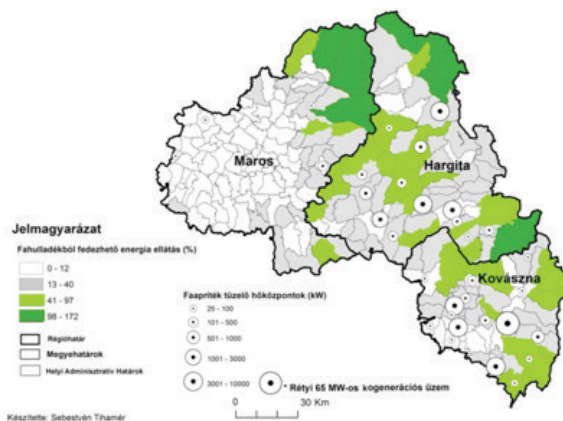 Maros
Hargita
Kovászna
Jelmagyarázat
Fahulladékból fedezhető energia ellátás (%)
0 - 12
13 - 40
41 - 97
98 - 172
Régióhatár
Megyehatárok
Helyi Adminisztratív Határok
Faapríték tüzelő hőközpontok (kW)
25 - 100
101 - 500
501 - 1000
1001 - 3000
3001 - 10000
* Rétyi 65 MW-os kogenerációs üzem
0 30 Km
Készítette: Sebestyén Tihamér